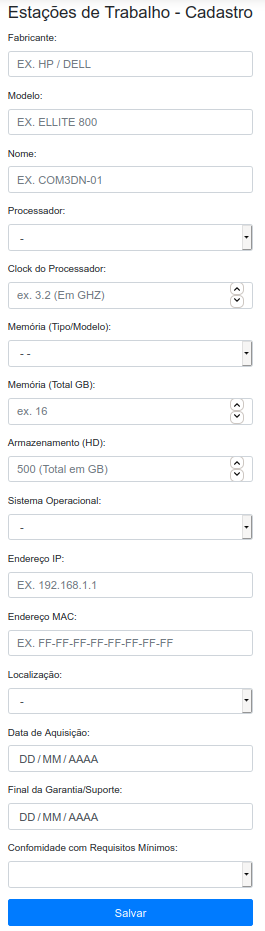 Estações de Trabalho - Cadastro
Fabricante:
EX. HP / DELL
Modelo:
EX. ELLITE 800
Nome:
EX. COM3DN-01
Processador:
-
Clock do Processador:
ex. 3.2 (Em GHZ)
Memória (Tipo/Modelo):
- -
Memória (Total GB):
ex. 16
Armazenamento (HD):
500 (Total em GB)
Sistema Operacional:
-
Endereço IP:
EX. 192.168.1.1
Endereço MAC:
EX. FF-FF-FF-FF-FF-FF-FF-FF
Localização:
-
Data de Aquisição:
DD / MM / AAAA
Final da Garantia/Suporte:
DD / MM / AAAA
Confomidade com Requisitos Mínimos:
Salvar